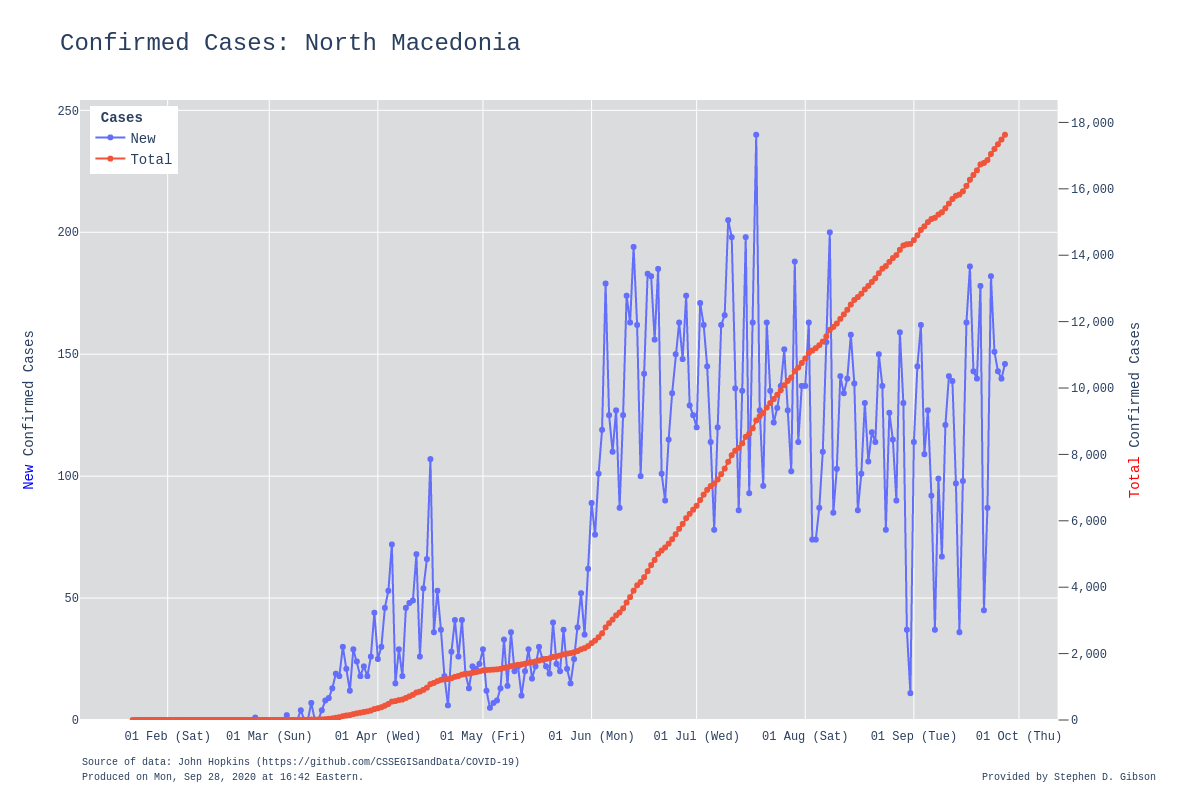 Confirmed Cases: North Macedonia
Cases
New
Total
250
200
150
100
50
0
18,000
16,000
14,000
12,000
10,000
8,000
6,000
4,000
2,000
0
New Confirmed Cases
Total Confirmed Cases
01 Feb (Sat) 01 Mar (Sun) 01 Apr (Wed) 01 May (Fri) 01 Jun (Mon) 01 Jul (Wed) 01 Aug (Sat) 01 Sep (Tue) 01 Oct (Thu)
Source of data: John Hopkins (https://github.com/CSSEGISandData/COVID-19)
Produced on Mon, Sep 28, 2020 at 16:42 Eastern.
Provided by Stephen D. Gibson